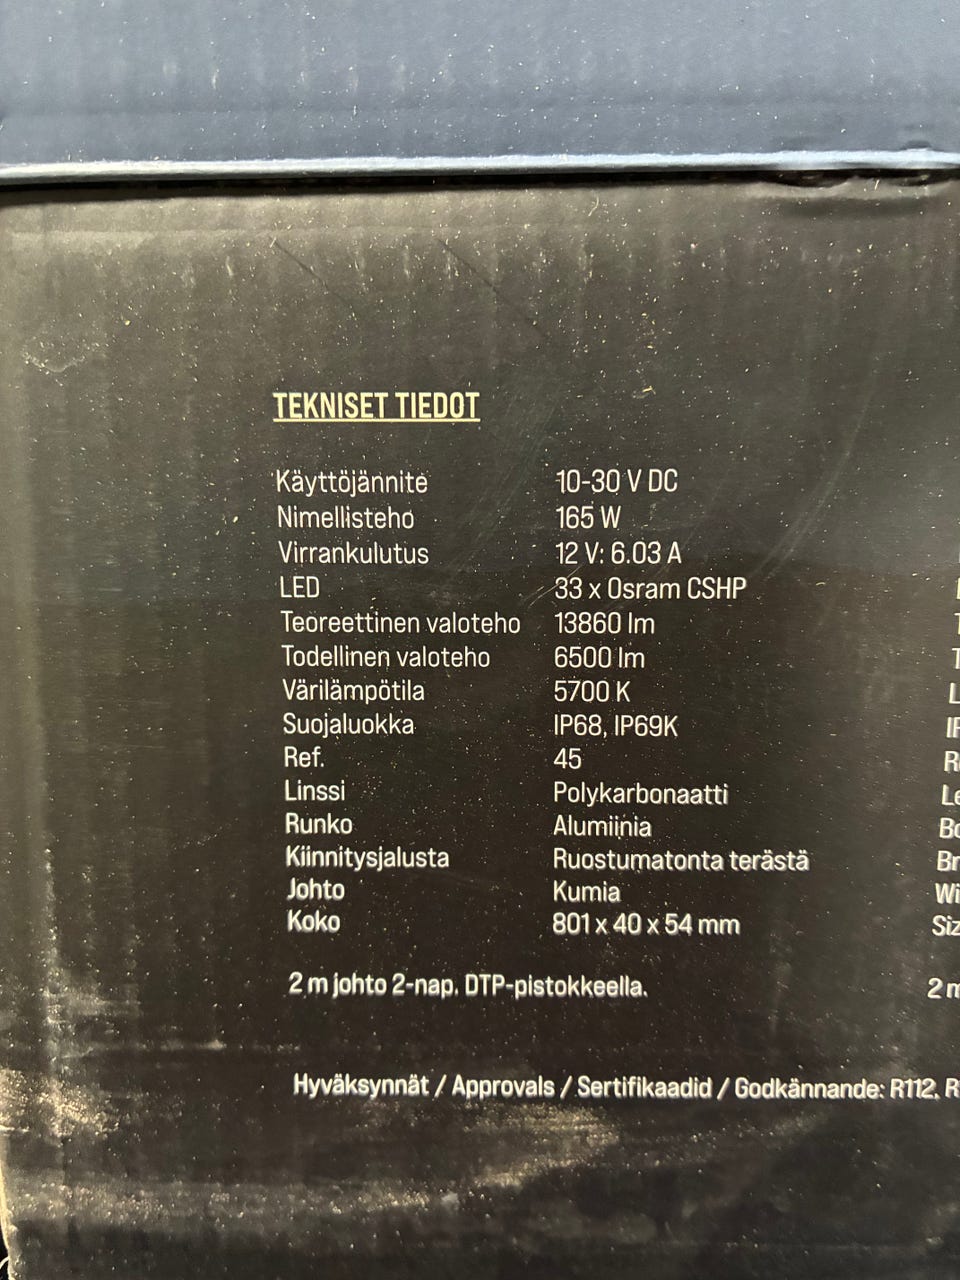 TEKNISET TIEDOT
Käyttöjännite 10-30 V DC
Nimellisteho 165 W
Virrankulutus 12 V: 6.03 A
LED 33 x Osram CSHP
Teoreettinen valoteho 13860 lm
Todellinen valoteho 6500 lm
Värilämpötila 5700 K
Suojaluokka IP68, IP69K
Ref. 45
Linssi Polykarbonaatti
Runko Alumiinia
Kiinnitysjalusta Ruostumatonta terästä
Johto Kumia
Koko 801 x 40 x 54 mm
2 m johto 2-nap. DTP-pistokkeella.
Hyväksynnät / Approvals / Sertifikaadid / Godkännande: R112,